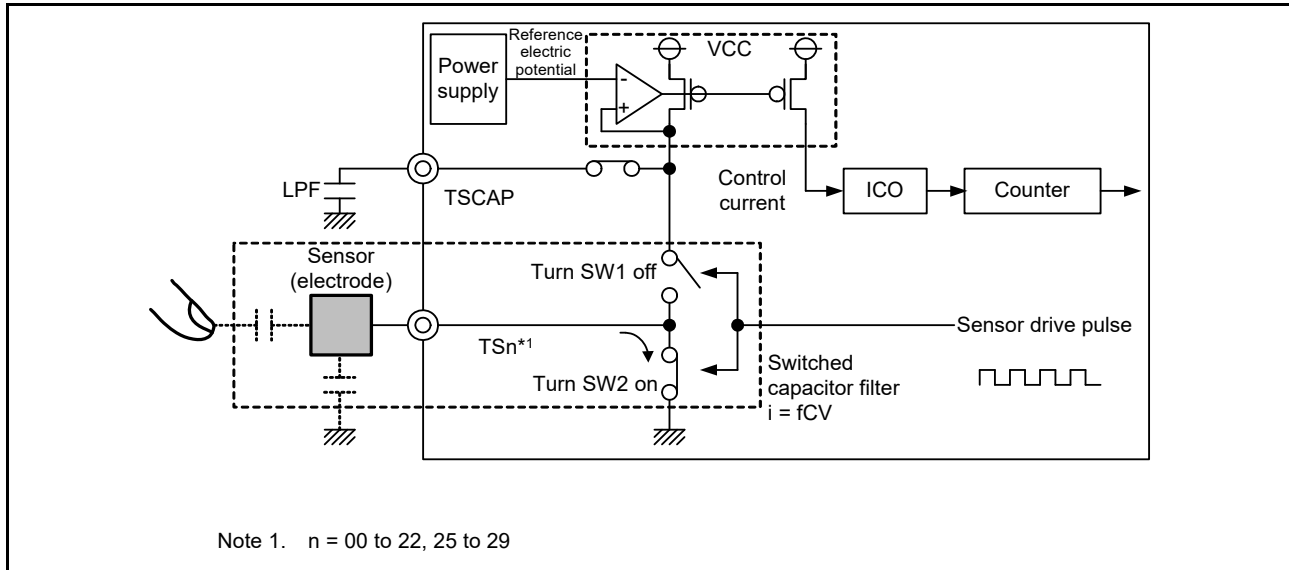 Power
supply
Reference
electric
potential
VCC
-
+
LPF
TSCAP
Control
current
ICO
Counter
Sensor
(electrode)
Turn SW1 off
TSn*1
Turn SW2 on
Sensor drive pulse
Switched
capacitor filter
i = fCV
Note 1. n = 00 to 22, 25 to 29